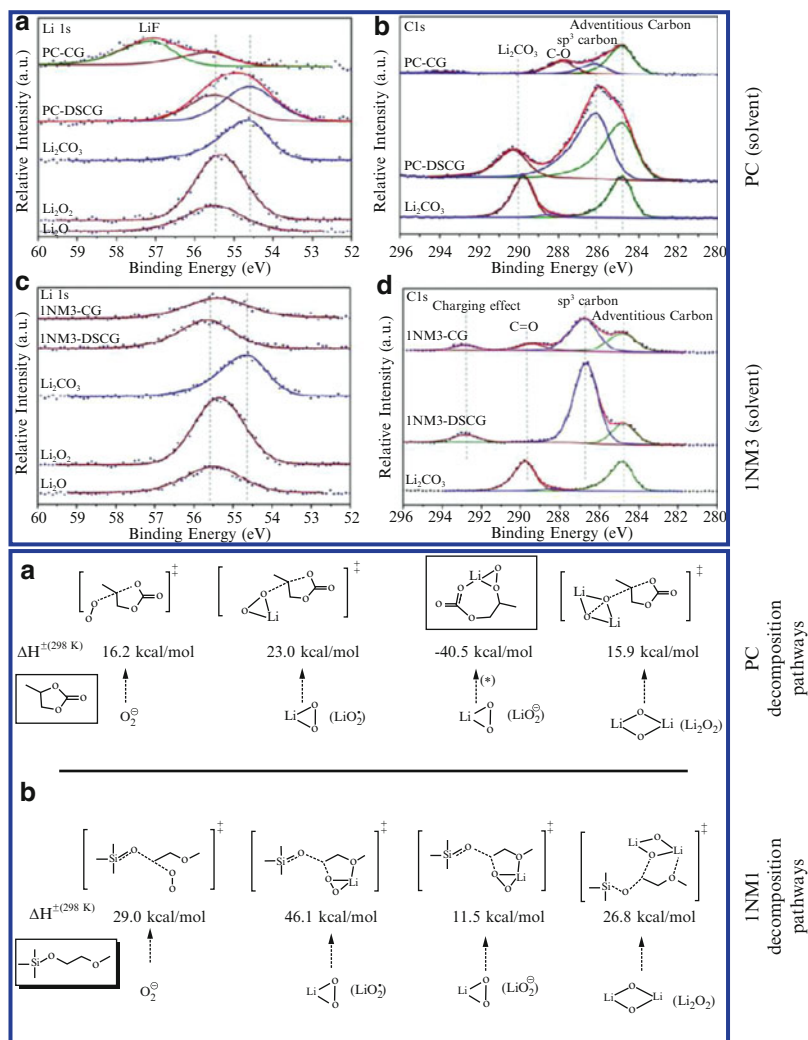 a
Li 1s
LiF
PC-CG
PC-DSCG
Li₂CO₃
Li₂O₂
Li₂O
Relative Intensity (a.u.)
60 59 58 57 56 55 54 53 52
Binding Energy (eV)
b
C1s
Adventitious Carbon
Li₂CO₃
sp³ carbon
C-O
PC-CG
PC-DSCG
Li₂CO₃
Relative Intensity (a.u.)
296 294 292 290 288 286 284 282 280
Binding Energy (eV)
PC (solvent)
c
Li 1s
1NM3-CG
1NM3-DSCG
Li₂CO₃
Li₂O₂
Li₂O
Relative Intensity (a.u.)
60 59 58 57 56 55 54 53 52
Binding Energy (eV)
d
C1s
Charging effect
sp³ carbon
C=O
Adventitious Carbon
1NM3-CG
1NM3-DSCG
Li₂CO₃
Relative Intensity (a.u.)
296 294 292 290 288 286 284 282 280
Binding Energy (eV)
1NM3 (solvent)
a
ΔH‡(298 K) 16.2 kcal/mol 23.0 kcal/mol -40.5 kcal/mol 15.9 kcal/mol
(*)
O₂⊖ (LiO₂•) (LiO₂⊖) (Li₂O₂)
PC
decomposition
pathways
b
ΔH‡(298 K) 29.0 kcal/mol 46.1 kcal/mol 11.5 kcal/mol 26.8 kcal/mol
O₂⊖ (LiO₂•) (LiO₂⊖) (Li₂O₂)
1NM1
decomposition
pathways